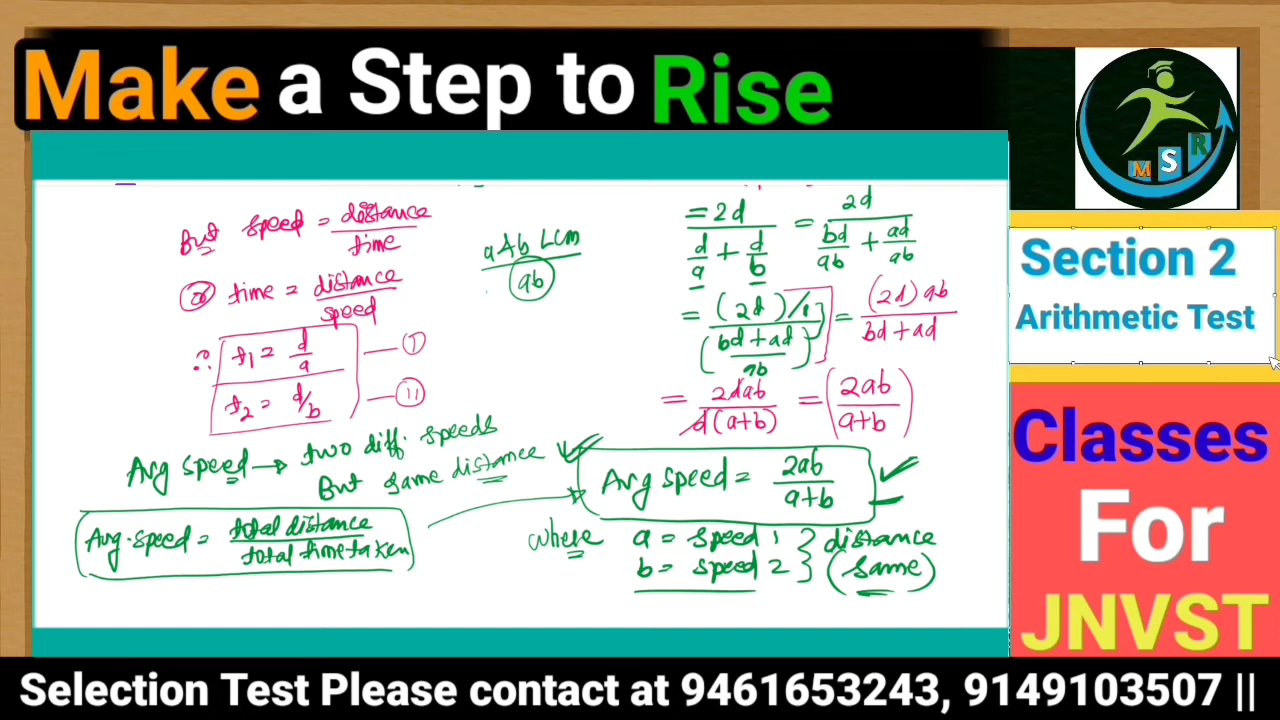 Make a Step to Rise
M S R
But speed = distance / time
or time = distance / speed
∴ t1 = d/a — I
t2 = d/b — II
a & b LCM
ab
= 2d / (d/a + d/b) = 2d / (bd/ab + ad/ab)
= (2d)/1 / ((bd + ad)/ab) = (2d) ab / (bd + ad)
= 2dab / d(a+b) = (2ab / (a+b))
Avg speed → two diff. speeds
But same distance
Avg speed = 2ab / (a+b)
Avg. speed = total distance / total time taken
where a = speed 1 } distance
b = speed 2 } (same)
Section 2
Arithmetic Test
Classes
For
JNVST
Selection Test Please contact at 9461653243, 9149103507 ||